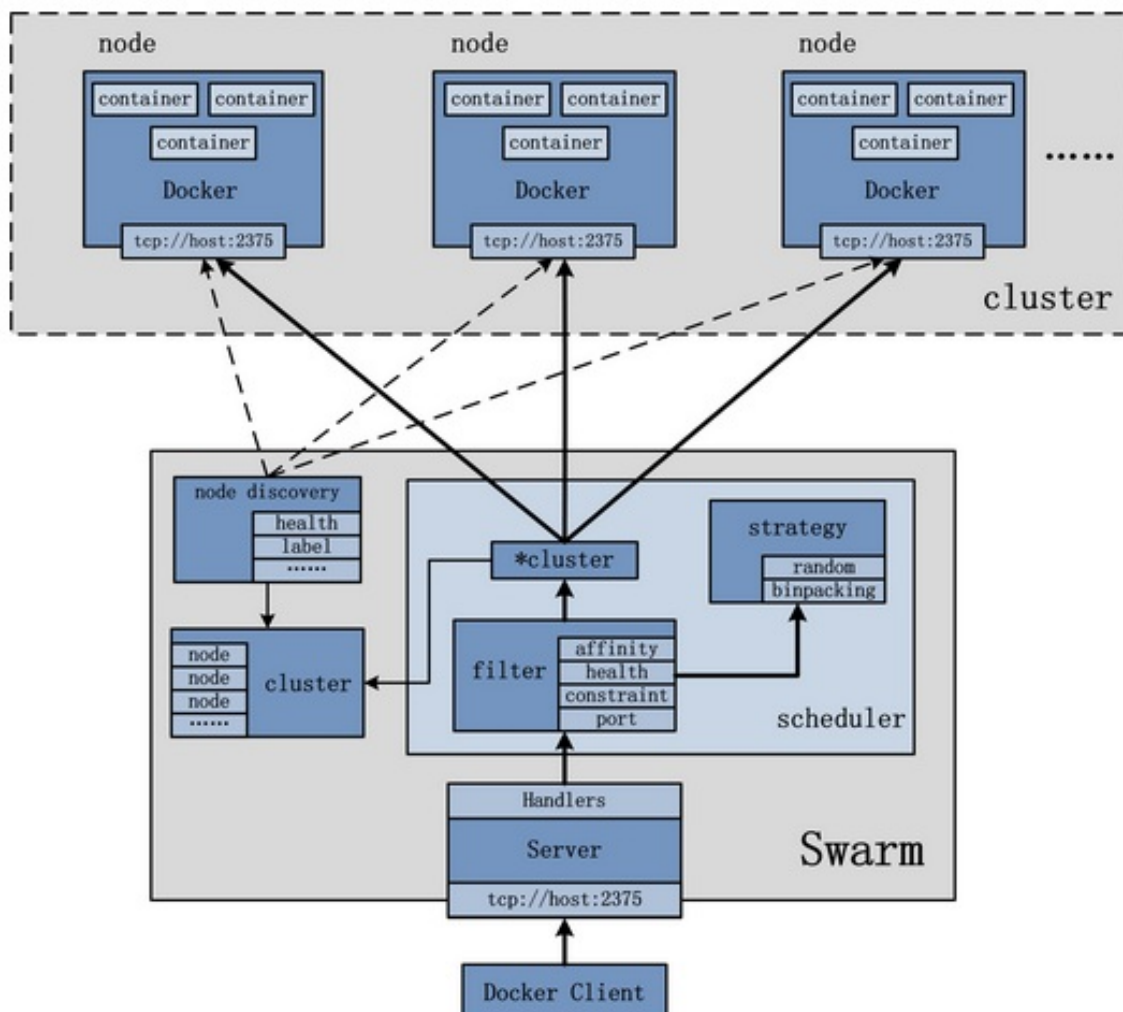 node
node
node
container container
container container
container container
container
container
container
Docker
Docker
Docker
......
tcp://host:2375
tcp://host:2375
tcp://host:2375
cluster
node discovery
health
label
......
*cluster
strategy
random
binpacking
node
node
node
......
cluster
filter
affinity
health
constraint
port
scheduler
Handlers
Server
tcp://host:2375
Swarm
Docker Client